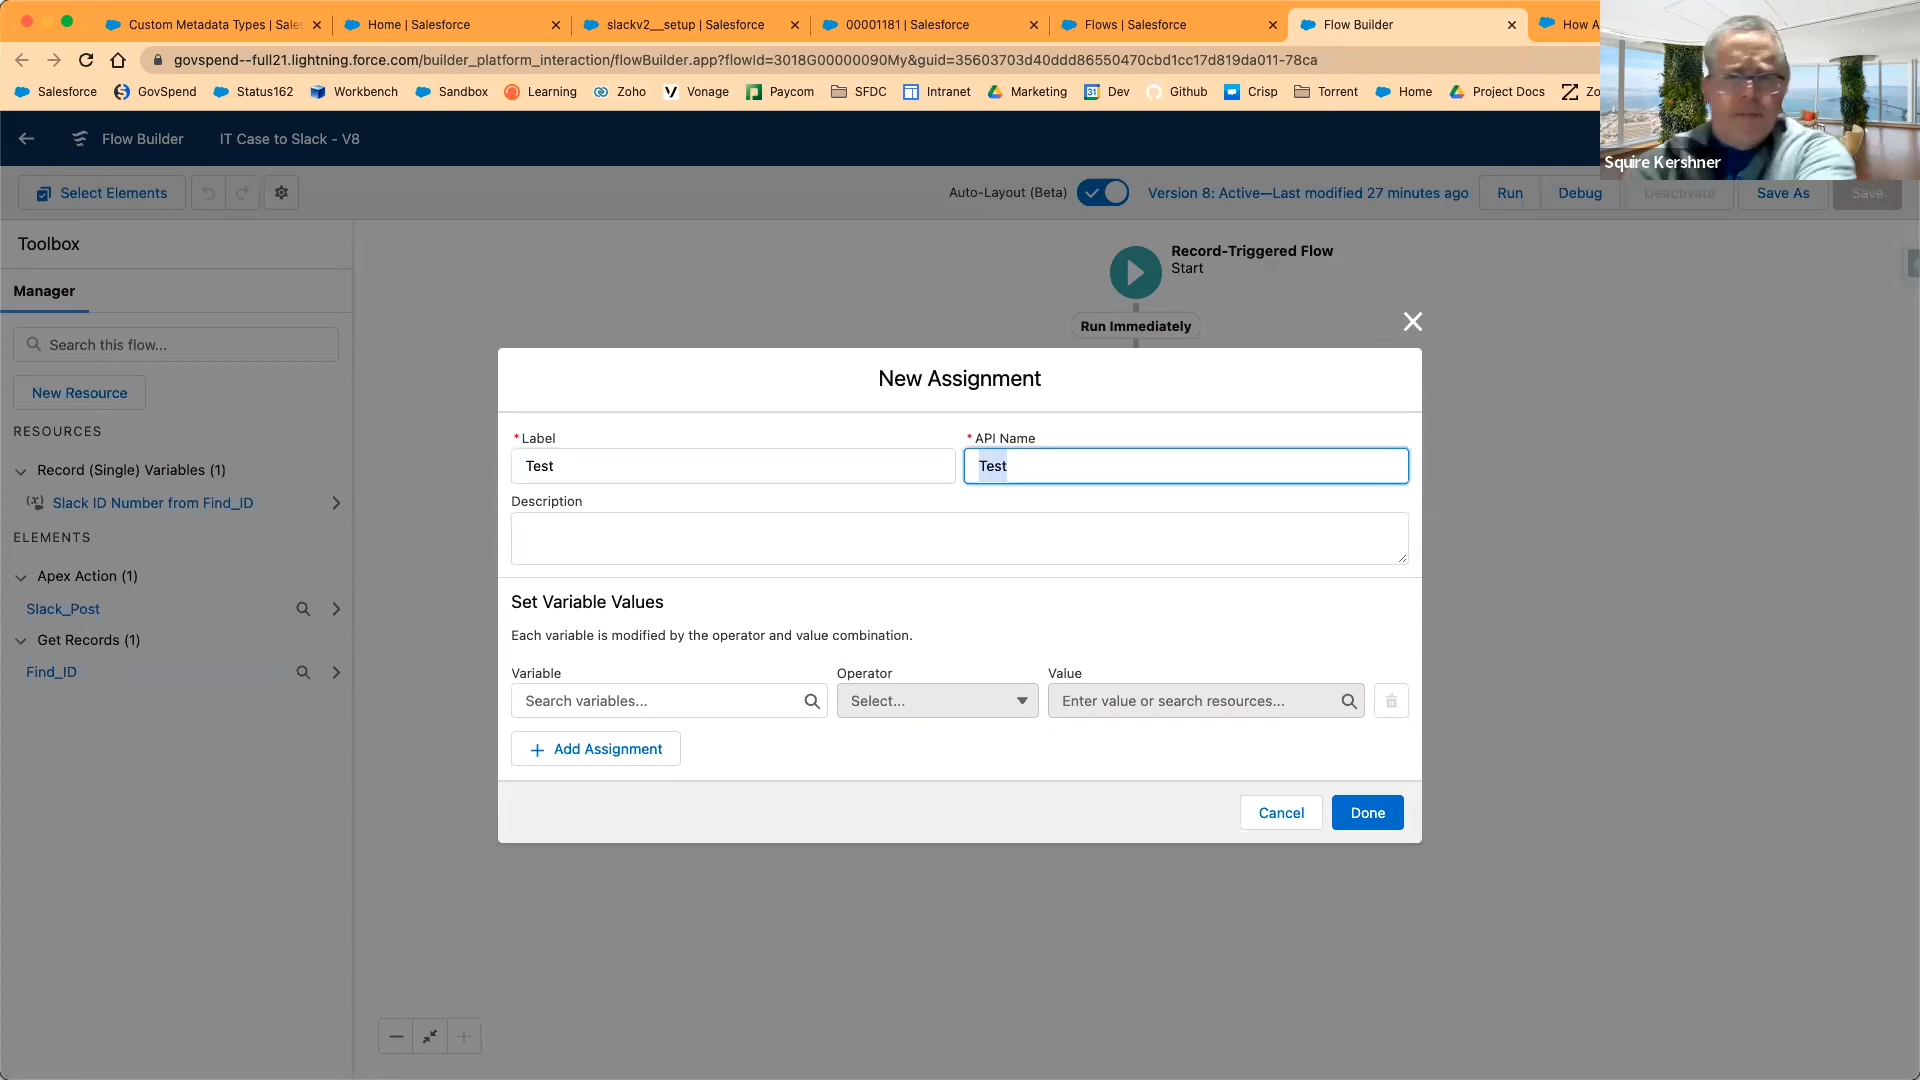 Custom Metadata Types | Sales
Home | Salesforce
slackv2__setup | Salesforce
00001181 | Salesforce
Flows | Salesforce
Flow Builder
How A
govspend--full21.lightning.force.com/builder_platform_interaction/flowBuilder.app?flowId=3018G00000090My&guid=35603703d40ddd86550470cbd1cc17d819da011-78ca
Salesforce
GovSpend
Status162
Workbench
Sandbox
Learning
Zoho
Vonage
Paycom
SFDC
Intranet
Marketing
31 Dev
Github
Crisp
Torrent
Home
Project Docs
Zo
Squire Kershner
Flow Builder
IT Case to Slack - V8
Select Elements
Auto-Layout (Beta)
Version 8: Active—Last modified 27 minutes ago
Run
Debug
Deactivate
Save As
Save
Toolbox
Manager
Search this flow...
New Resource
RESOURCES
Record (Single) Variables (1)
Slack ID Number from Find_ID
ELEMENTS
Apex Action (1)
Slack_Post
Get Records (1)
Find_ID
Record-Triggered Flow
Start
Run Immediately
New Assignment
* Label
* API Name
Test
Test
Description
Set Variable Values
Each variable is modified by the operator and value combination.
Variable
Operator
Value
Search variables...
Select...
Enter value or search resources...
+ Add Assignment
Cancel
Done